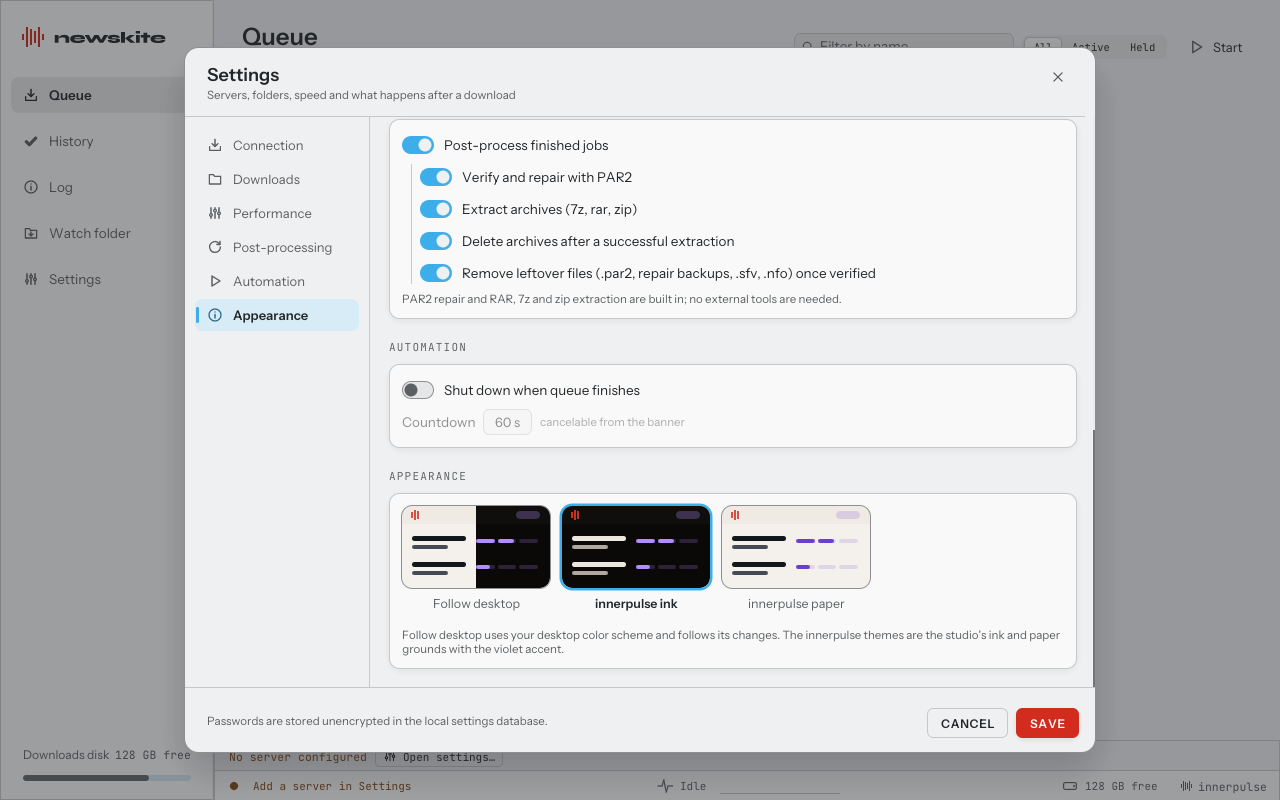 newskite
Queue
Filter by name
All
Active
Held
Start
Queue
History
Log
Watch folder
Settings
Downloads disk 128 GB free
Settings
Servers, folders, speed and what happens after a download
Connection
Downloads
Performance
Post-processing
Automation
Appearance
Post-process finished jobs
Verify and repair with PAR2
Extract archives (7z, rar, zip)
Delete archives after a successful extraction
Remove leftover files (.par2, repair backups, .sfv, .nfo) once verified
PAR2 repair and RAR, 7z and zip extraction are built in; no external tools are needed.
AUTOMATION
Shut down when queue finishes
Countdown 60 s cancelable from the banner
APPEARANCE
Follow desktop
innerpulse ink
innerpulse paper
Follow desktop uses your desktop color scheme and follows its changes. The innerpulse themes are the studio's ink and paper
grounds with the violet accent.
Passwords are stored unencrypted in the local settings database.
CANCEL
SAVE
No server configured
Open settings…
Add a server in Settings
Idle
128 GB free
innerpulse